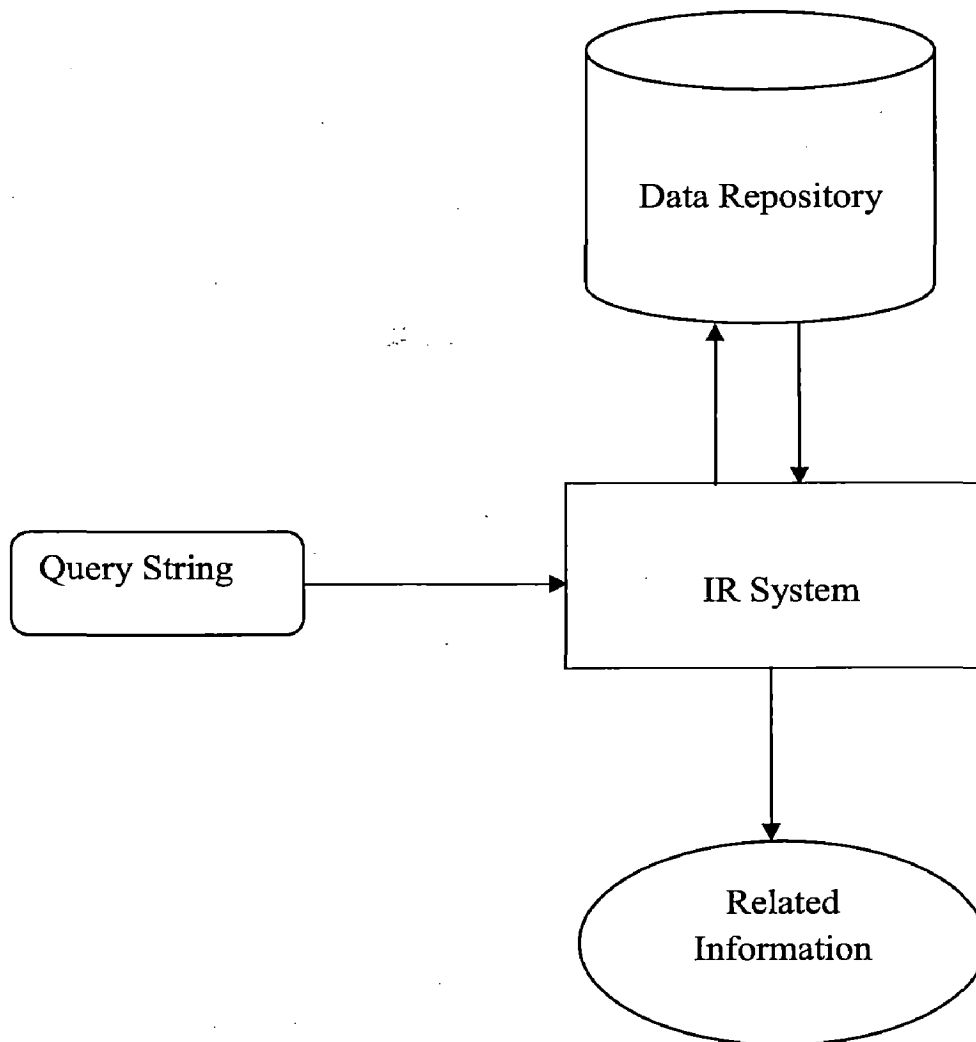 Data Repository
Query String
IR System
Related
Information